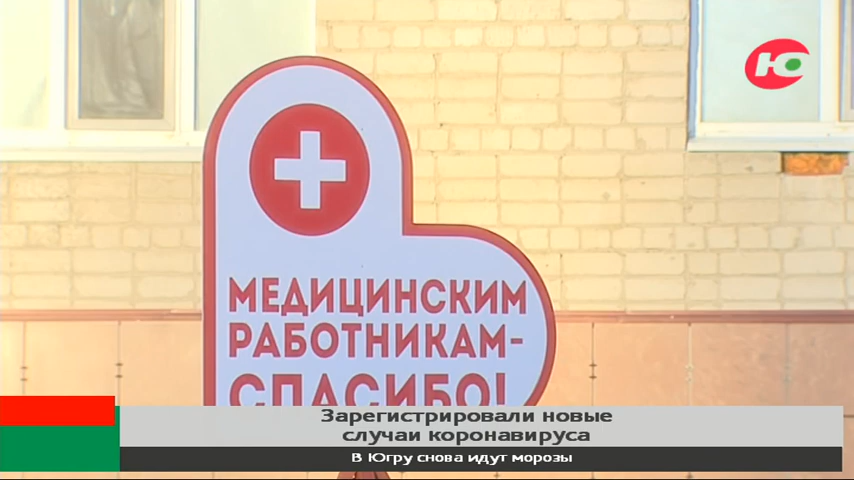 Ю
МЕДИЦИНСКИМ
РАБОТНИКАМ-
СПАСИБО!
Зарегистрировали новые
случаи коронавируса
В Югру снова идут морозы